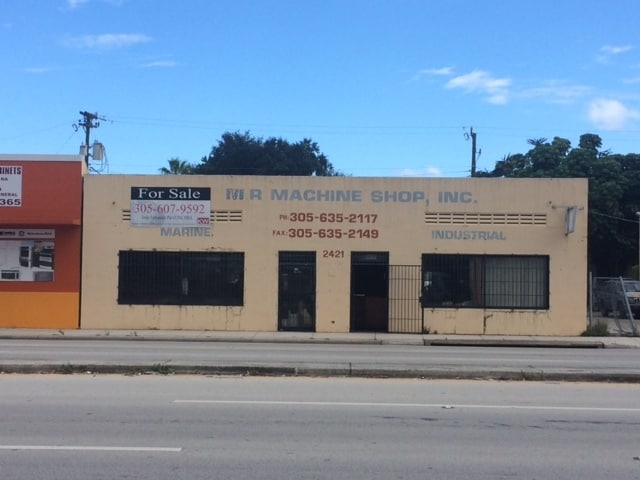 BINETS
365
For Sale
305-607-9592
M R MACHINE SHOP, INC.
PH: 305-635-2117
FAX: 305-635-2149
MARINE
INDUSTRIAL
2421